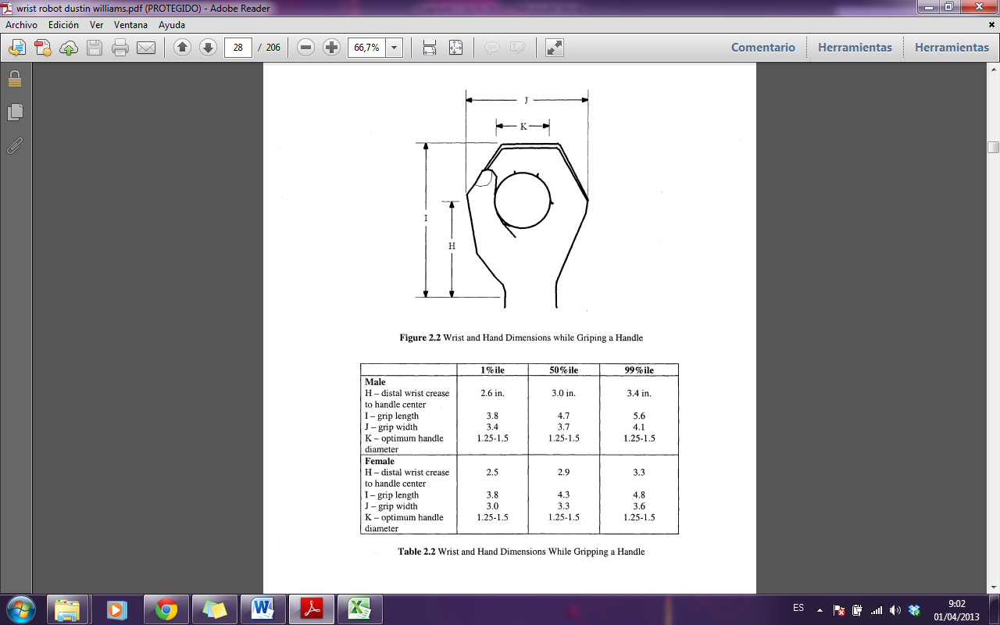 wrist robot dustin williams.pdf (PROTEGIDO) - Adobe Reader
Archivo Edición Ver Ventana Ayuda
28 / 206 66,7% Comentario Herramientas Herramientas
J
K
I
H
Figure 2.2 Wrist and Hand Dimensions while Griping a Handle
1%ile 50%ile 99%ile
Male
H – distal wrist crease 2.6 in. 3.0 in. 3.4 in.
to handle center
I – grip length 3.8 4.7 5.6
J – grip width 3.4 3.7 4.1
K – optimum handle 1.25-1.5 1.25-1.5 1.25-1.5
diameter
Female
H – distal wrist crease 2.5 2.9 3.3
to handle center
I – grip length 3.8 4.3 4.8
J – grip width 3.0 3.3 3.6
K – optimum handle 1.25-1.5 1.25-1.5 1.25-1.5
diameter
Table 2.2 Wrist and Hand Dimensions While Gripping a Handle
ES 9:02
01/04/2013